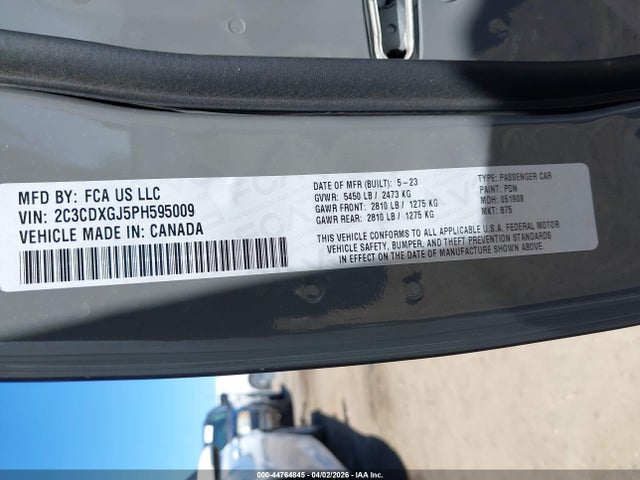 MFD BY: FCA US LLC
VIN: 2C3CDXGJ5PH595009
VEHICLE MADE IN: CANADA
DATE OF MFR (BUILT): 5-23
GVWR: 5450 LB / 2473 KG
GAWR FRONT: 2810 LB / 1275 KG
GAWR REAR: 2810 LB / 1275 KG
TYPE: PASSENGER CAR
PAINT: PDN
MDH: 051909
MKT: 875
THIS VEHICLE CONFORMS TO ALL APPLICABLE U.S.A. FEDERAL MOTOR
VEHICLE SAFETY, BUMPER, AND THEFT PREVENTION STANDARDS
IN EFFECT ON THE DATE OF MANUFACTURE SHOWN ABOVE
000-44764845 | 04/02/2026 | IAA Inc.